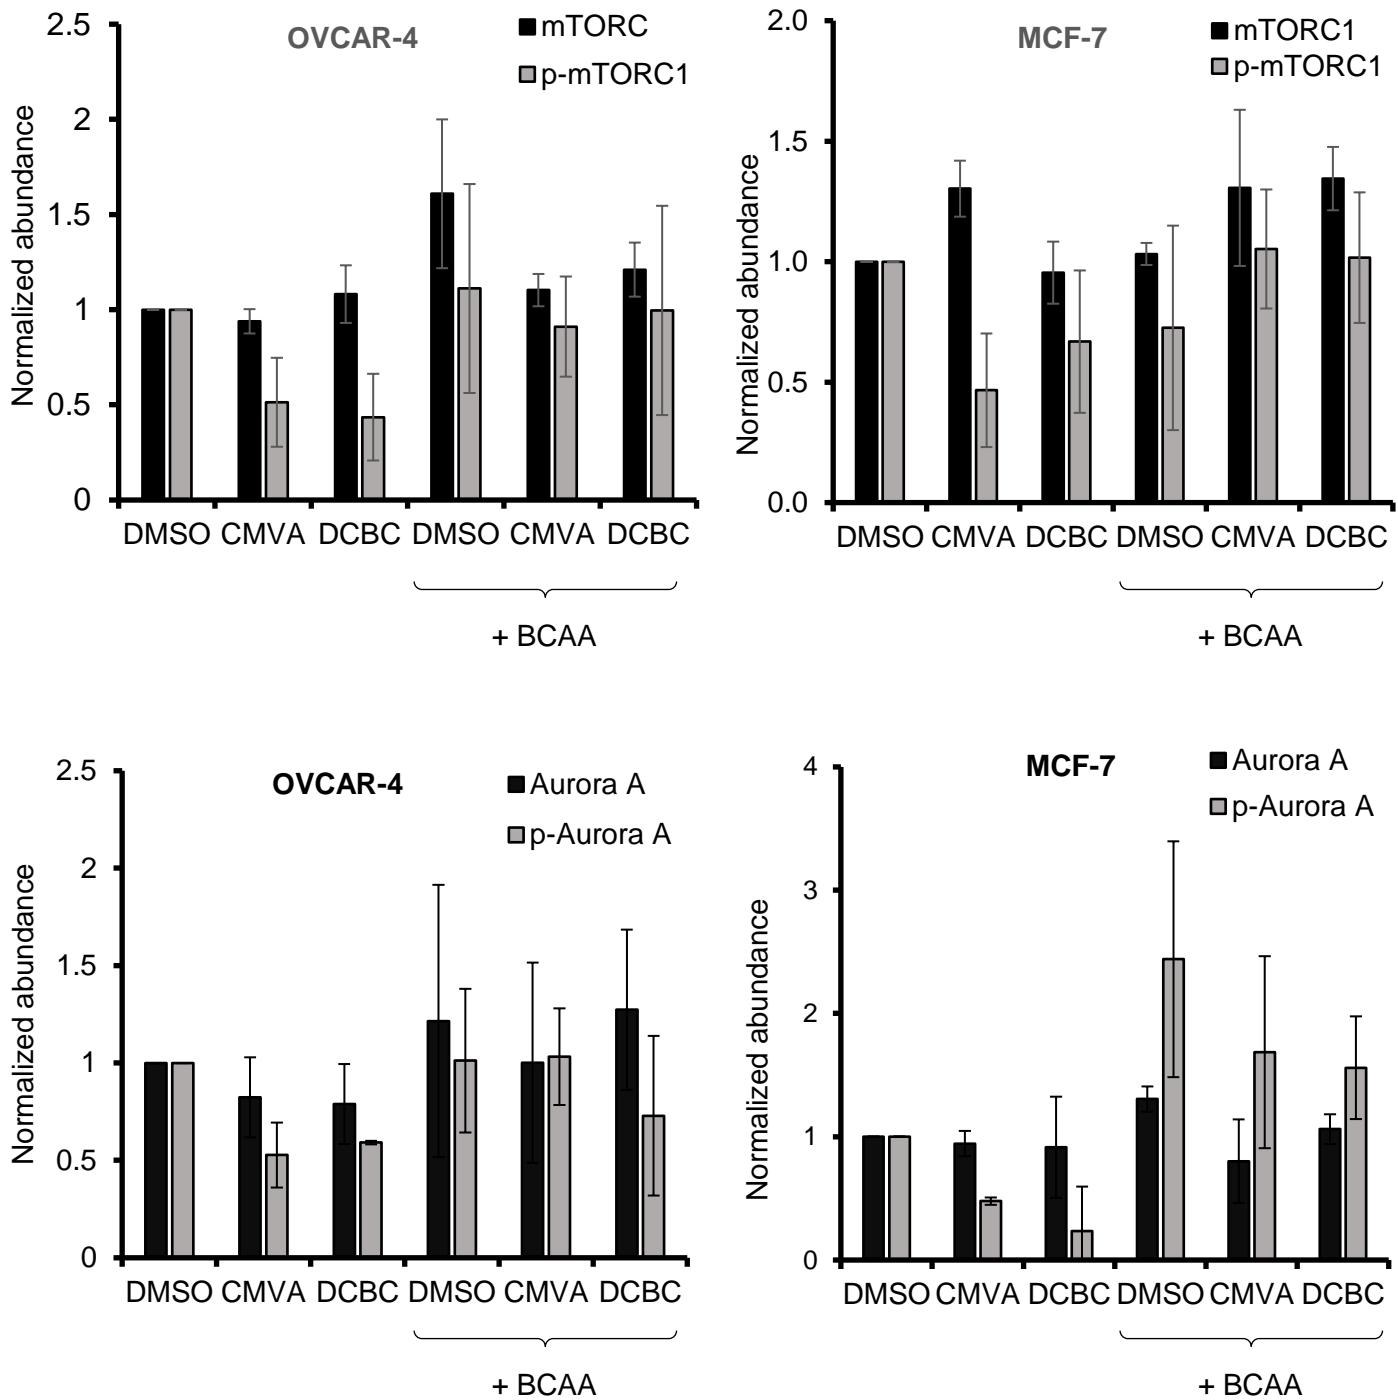 OVCAR-4
mTORC
p-mTORC1
Normalized abundance
2.5
2
1.5
1
0.5
0
DMSO CMVA DCBC DMSO CMVA DCBC
+ BCAA
MCF-7
mTORC1
p-mTORC1
Normalized abundance
2.0
1.5
1.0
0.5
0.0
DMSO CMVA DCBC DMSO CMVA DCBC
+ BCAA
OVCAR-4
Aurora A
p-Aurora A
Normalized abundance
2.5
2
1.5
1
0.5
0
DMSO CMVA DCBC DMSO CMVA DCBC
+ BCAA
MCF-7
Aurora A
p-Aurora A
Normalized abundance
4
3
2
1
0
DMSO CMVA DCBC DMSO CMVA DCBC
+ BCAA